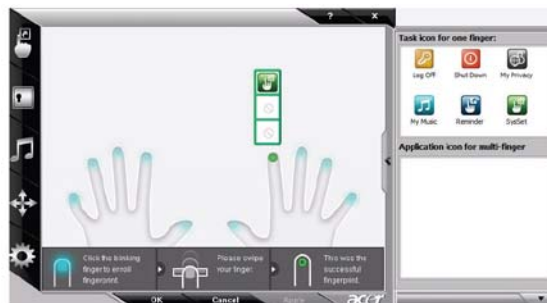 ? x
Task icon for one finger:
Log Off Shut Down My Privacy
My Music Reminder SysSet
Application icon for multi-finger
Click the blinking
finger to enroll
fingerprint.
Please swipe
your finger.
This was the
successful
fingerprint.
OK Cancel Apply acer